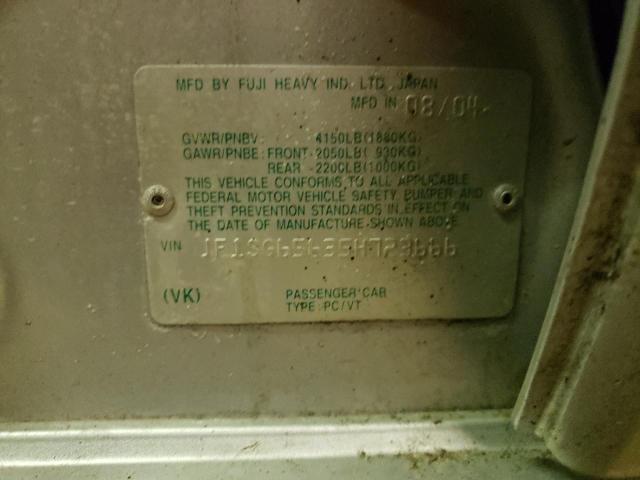 MFD BY FUJI HEAVY IND. LTD. JAPAN
MFD IN 08/04
GVWR/PNBV: 4150LB(1880KG)
GAWR/PNBE: FRONT-2050LB( 930KG)
REAR -2200LB(1000KG)
THIS VEHICLE CONFORMS TO ALL APPLICABLE
FEDERAL MOTOR VEHICLE SAFETY, BUMPER AND
THEFT PREVENTION STANDARDS IN EFFECT ON
THE DATE OF MANUFACTURE SHOWN ABOVE
VIN
(VK) PASSENGER CAR
TYPE: PC/VT